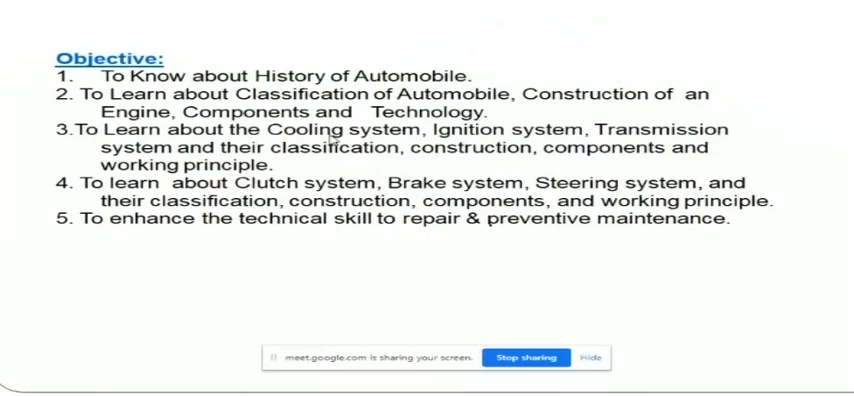 Objective:
1. To Know about History of Automobile.
2. To Learn about Classification of Automobile, Construction of an
Engine, Components and Technology.
3.To Learn about the Cooling system, Ignition system, Transmission
system and their classification, construction, components and
working principle.
4. To learn about Clutch system, Brake system, Steering system, and
their classification, construction, components, and working principle.
5. To enhance the technical skill to repair & preventive maintenance.
meet.google.com is sharing your screen. Stop sharing Hide